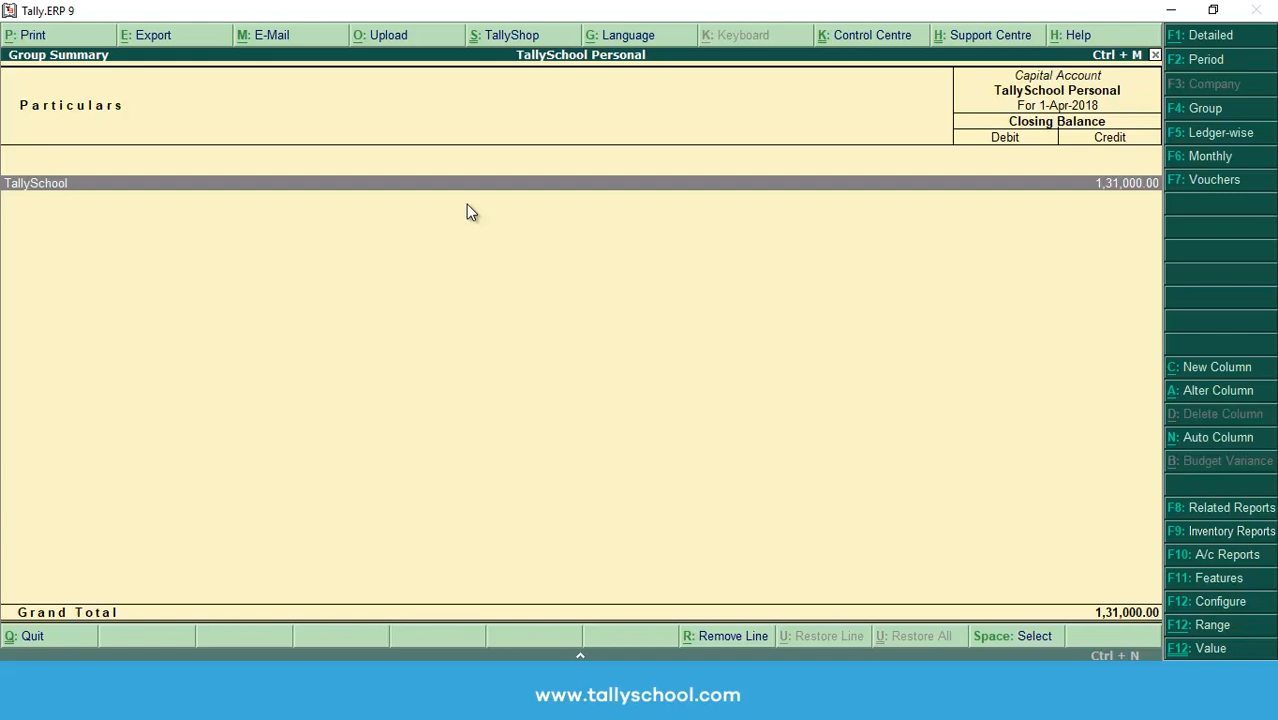 Tally.ERP 9
P: Print
E: Export
M: E-Mail
O: Upload
S: TallyShop
G: Language
K: Keyboard
K: Control Centre
H: Support Centre
H: Help
Group Summary
TallySchool Personal
Ctrl + M
Particulars
Capital Account
TallySchool Personal
For 1-Apr-2018
Closing Balance
Debit
Credit
TallySchool
1,31,000.00
Grand Total
1,31,000.00
Q: Quit
R: Remove Line
U: Restore Line
U: Restore All
Space: Select
Ctrl + N
F1: Detailed
F2: Period
F3: Company
F4: Group
F5: Ledger-wise
F6: Monthly
F7: Vouchers
C: New Column
A: Alter Column
D: Delete Column
N: Auto Column
B: Budget Variance
F8: Related Reports
F9: Inventory Reports
F10: A/c Reports
F11: Features
F12: Configure
F12: Range
F12: Value
www.tallyschool.com